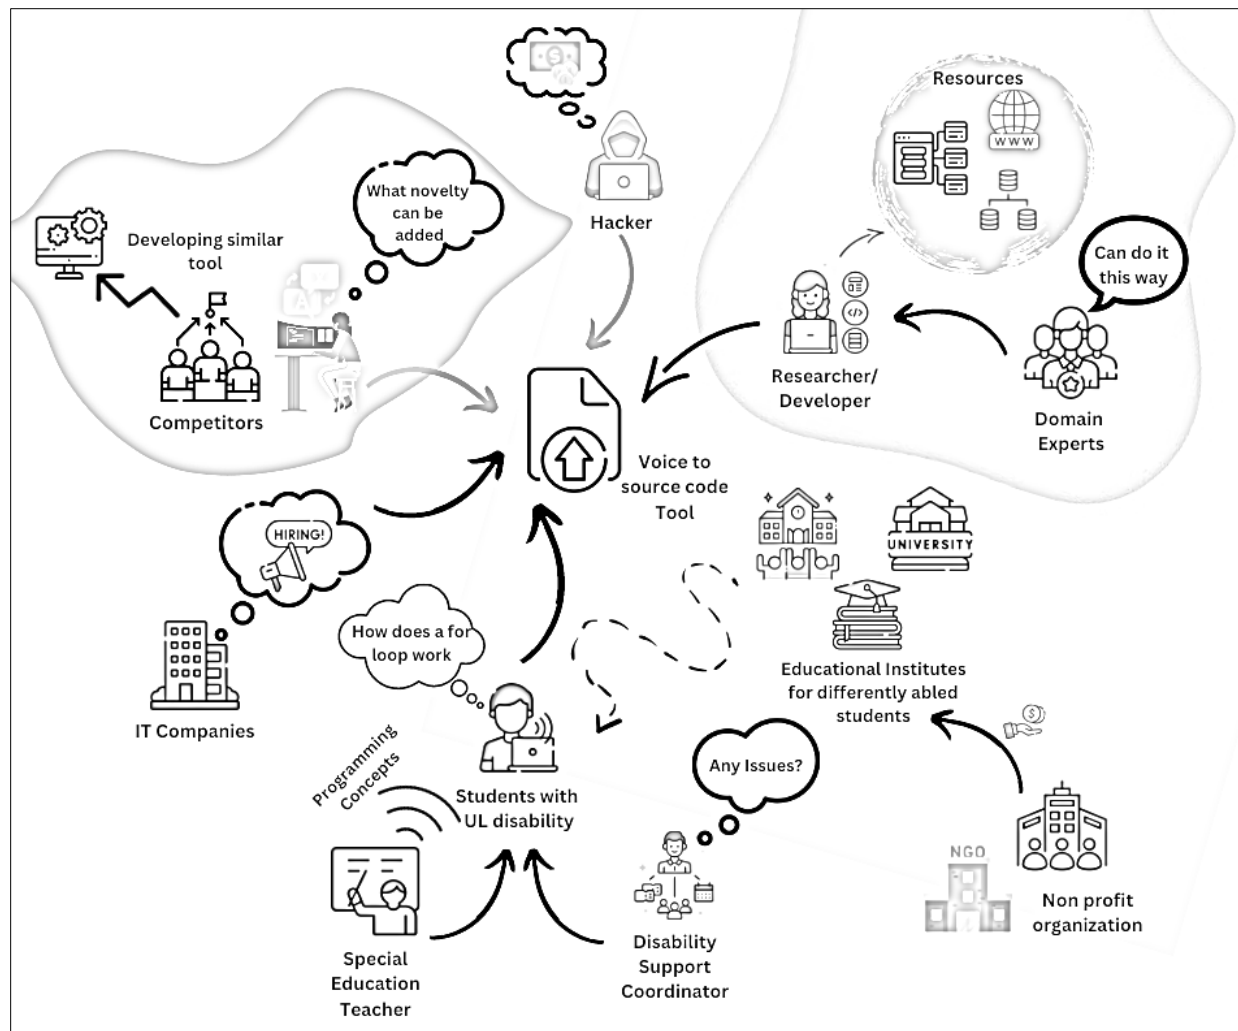 Resources
WWW
Hacker
What novelty
can be
added
Developing similar
tool
A
Competitors
Can do it
this way
Researcher/
Developer
Domain
Experts
Voice to
source code
Tool
HIRING!
IT Companies
UNIVERSITY
Educational Institutes
for differently abled
students
How does a for
loop work
Programming
Concepts
Students with
UL disability
Any Issues?
NGO
Non profit
organization
Special
Education
Teacher
Disability
Support
Coordinator